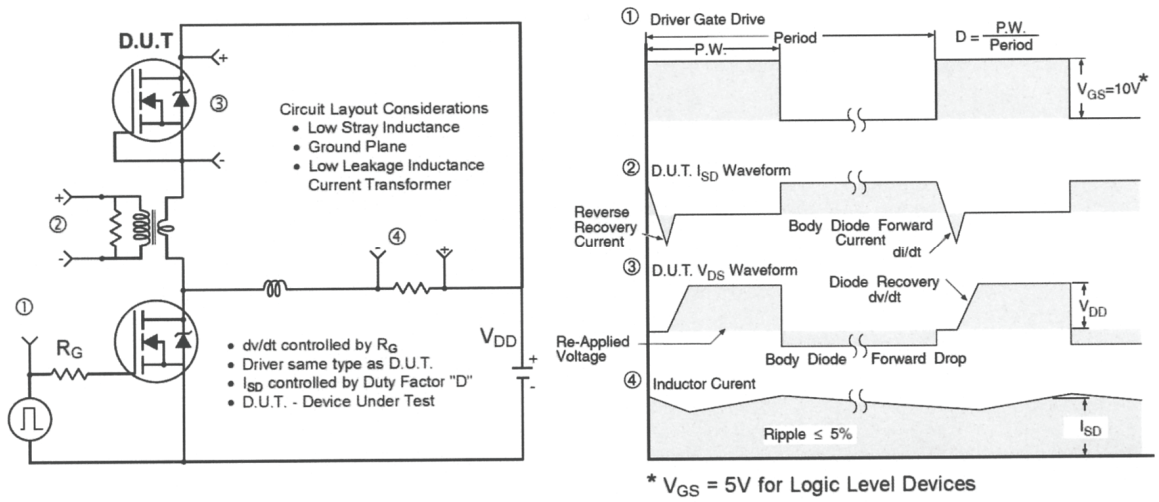 D.U.T
+
③
-
Circuit Layout Considerations
• Low Stray Inductance
• Ground Plane
• Low Leakage Inductance
Current Transformer
+
②
-
④
- +
①
RG
VDD
+
-
• dv/dt controlled by RG
• Driver same type as D.U.T.
• ISD controlled by Duty Factor "D"
• D.U.T. - Device Under Test
① Driver Gate Drive
P.W.
Period
D = P.W. / Period
VGS=10V*
② D.U.T. ISD Waveform
Reverse
Recovery
Current
Body Diode Forward
Current
di/dt
③ D.U.T. VDS Waveform
Diode Recovery
dv/dt
VDD
Re-Applied
Voltage
Body Diode Forward Drop
④ Inductor Curent
Ripple ≤ 5%
ISD
* VGS = 5V for Logic Level Devices